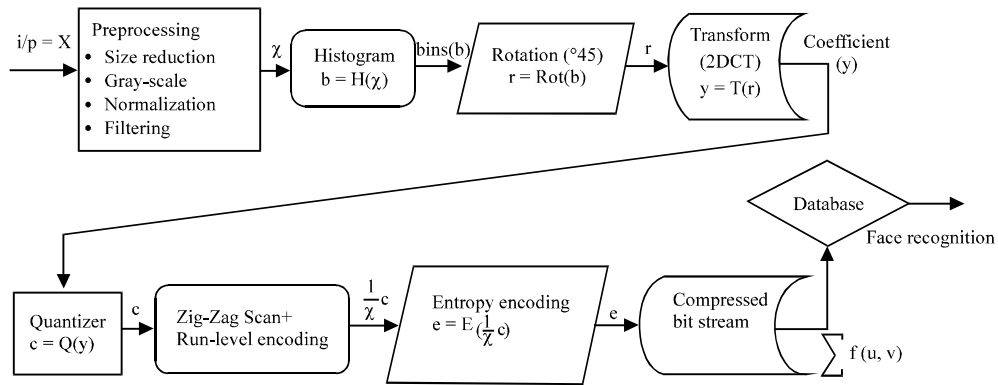 i/p = X
Preprocessing
• Size reduction
• Gray-scale
• Normalization
• Filtering
χ
Histogram
b = H(χ)
bins(b)
Rotation (°45)
r = Rot(b)
r
Transform
(2DCT)
y = T(r)
Coefficient
(y)
Quantizer
c = Q(y)
c
Zig-Zag Scan+
Run-level encoding
1/χ c
Entropy encoding
e = E(1/χ c)
e
Compressed
bit stream
∑ f (u, v)
Database
Face recognition